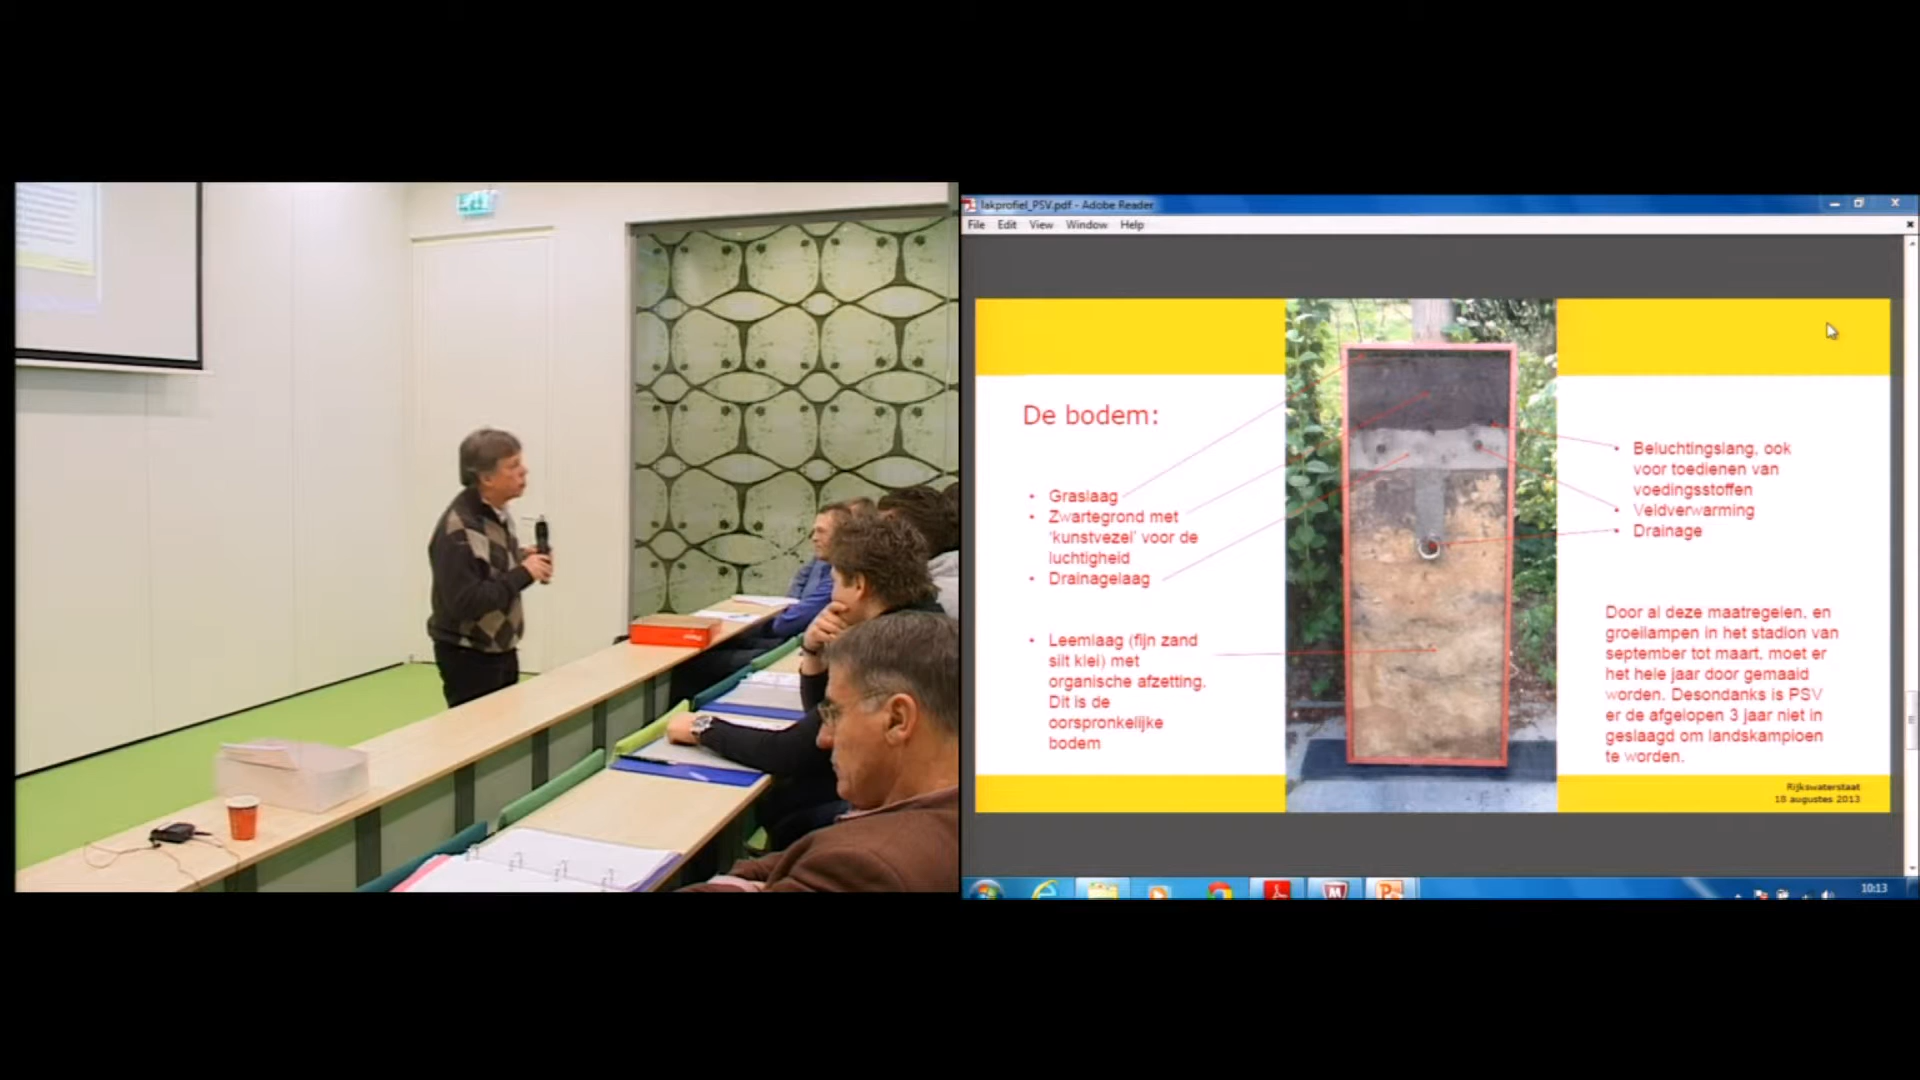 lakprofiel_PSV.pdf - Adobe Reader
File Edit View Window Help
De bodem:
• Graslaag
• Zwartegrond met
'kunstvezel' voor de
luchtigheid
• Drainagelaag
• Leemlaag (fijn zand
silt klei) met
organische afzetting.
Dit is de
oorspronkelijke
bodem
• Beluchtingslang, ook
voor toedienen van
voedingsstoffen
• Veldverwarming
• Drainage
Door al deze maatregelen, en
groeilampen in het stadion van
september tot maart, moet er
het hele jaar door gemaaid
worden. Desondanks is PSV
er de afgelopen 3 jaar niet in
geslaagd om landskampioen
te worden.
Rijkswaterstaat
18 augustes 2013
10:13